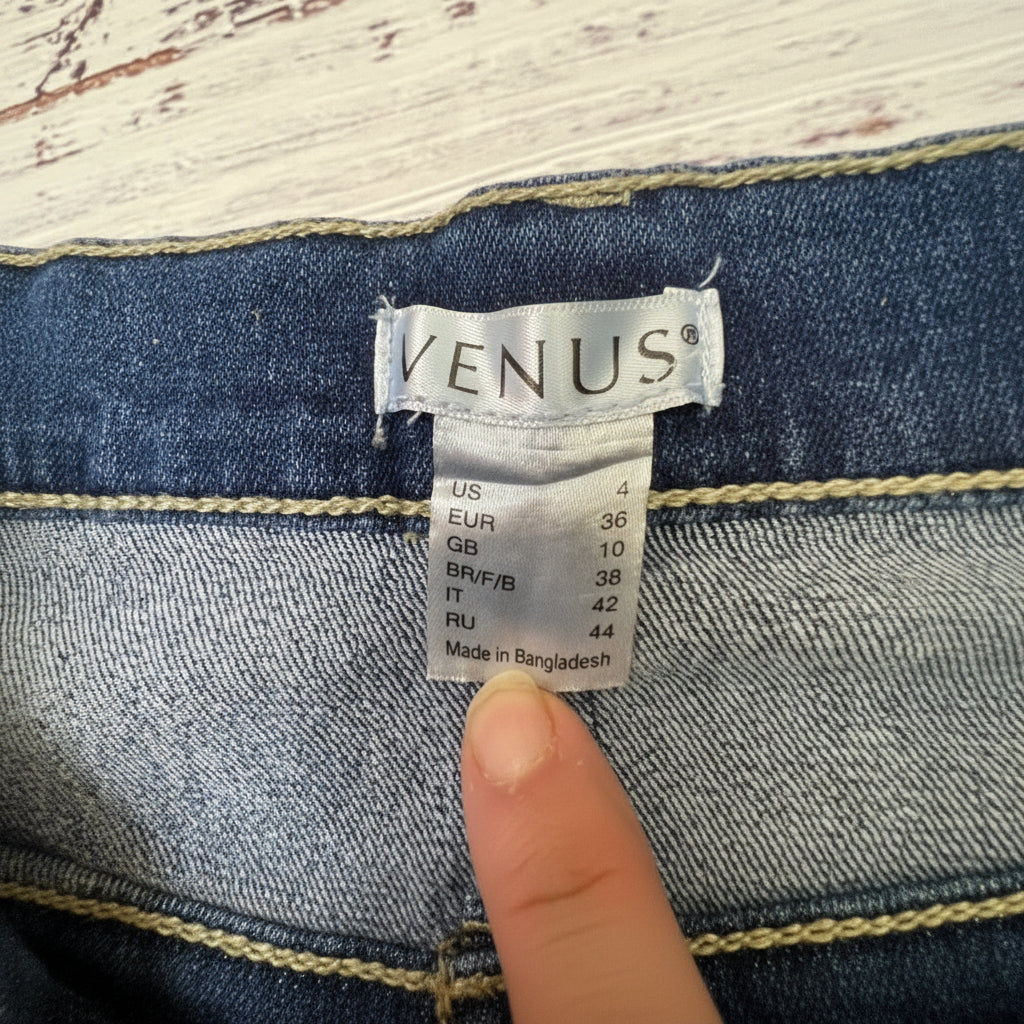 VENUS®
US 4
EUR 36
GB 10
BR/F/B 38
IT 42
RU 44
Made in Bangladesh